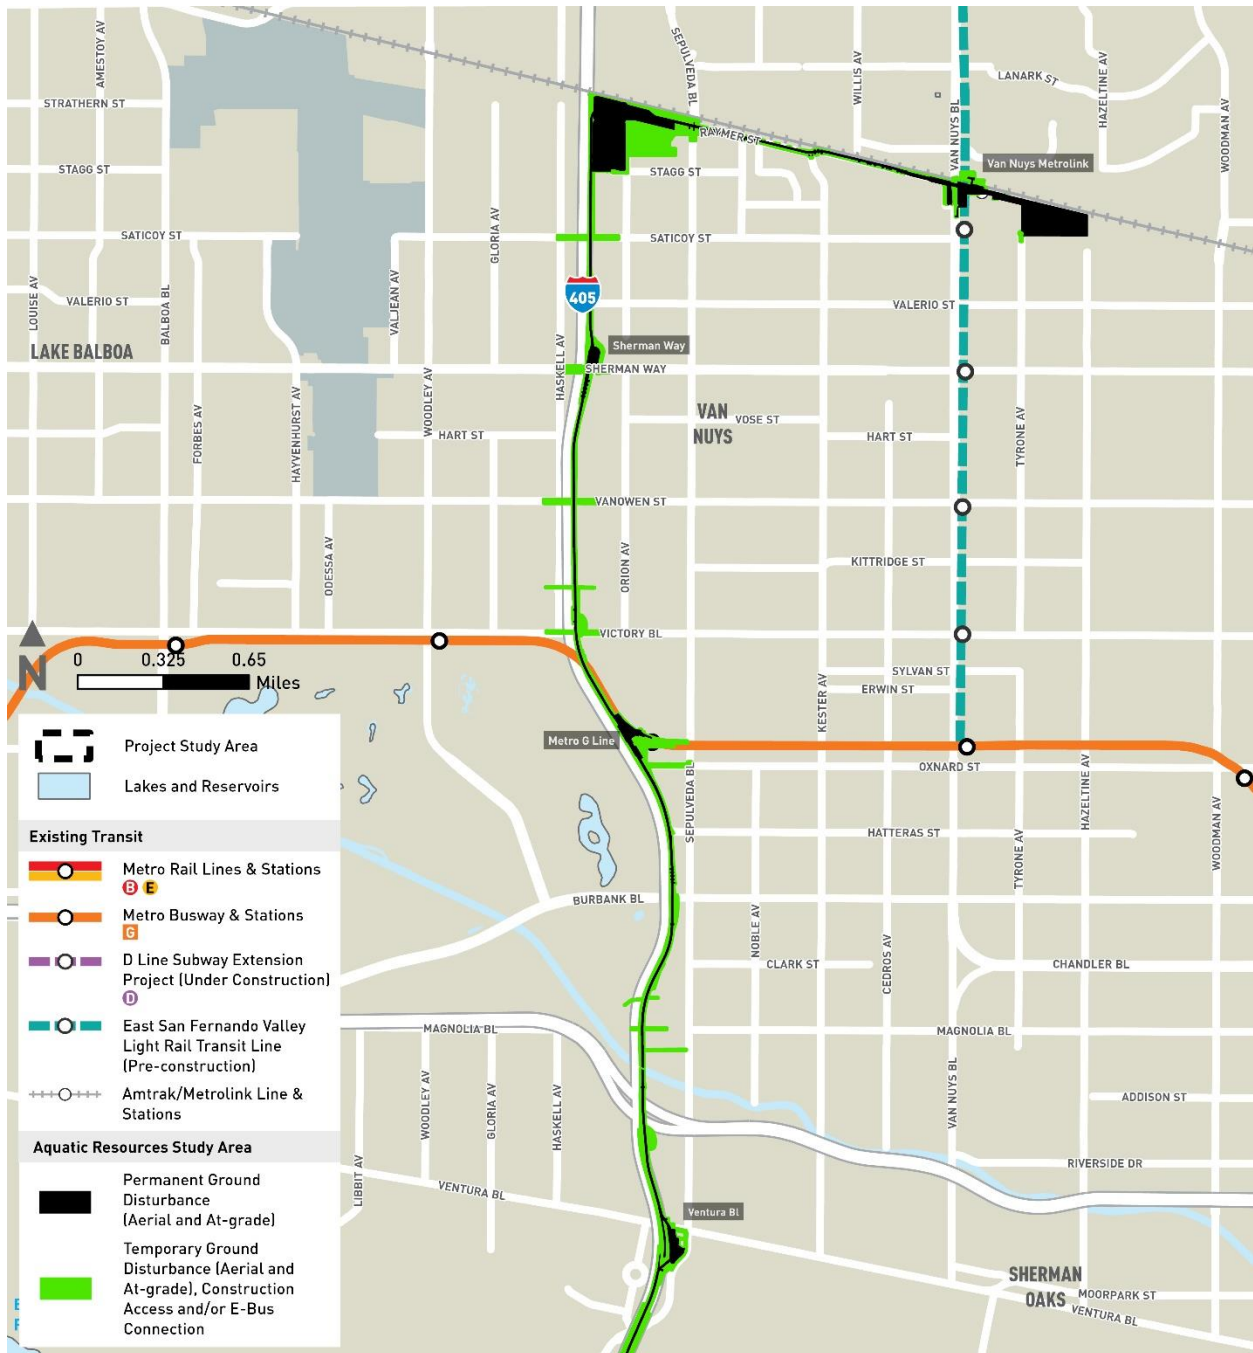 AMESTOY AV
SEPULVEDA BL
WILLIS AV
VAN NUYS BL
LANARK ST
HAZELTINE AV
WOODMAN AV
STRATHERN ST
RAYMER ST
Van Nuys Metrolink
STAGG ST
STAGG ST
GLORIA AV
SATICOY ST
SATICOY ST
LOUISE AV
VALERIO ST
BALBOA BL
VALJEAN AV
405
VALERIO ST
LAKE BALBOA
HASKELL AV
Sherman Way
SHERMAN WAY
WOODLEY AV
FORBES AV
HAYVENHURST AV
HART ST
VAN
NUYS
VOSE ST
HART ST
TYRONE AV
VANOWEN ST
ODESSA AV
ORION AV
KITTRIDGE ST
VICTORY BL
N
0 0.325 0.65
Miles
SYLVAN ST
ERWIN ST
KESTER AV
Metro G Line
OXNARD ST
SEPULVEDA BL
HAZELTINE AV
HATTERAS ST
TYRONE AV
WOODMAN AV
BURBANK BL
NOBLE AV
CLARK ST
CEDROS AV
CHANDLER BL
MAGNOLIA BL
MAGNOLIA BL
VAN NUYS BL
ADDISON ST
WOODLEY AV
GLORIA AV
HASKELL AV
LIBBIT AV
RIVERSIDE DR
VENTURA BL
Ventura Bl
SHERMAN
OAKS
MOORPARK ST
VENTURA BL
Project Study Area
Lakes and Reservoirs
Existing Transit
Metro Rail Lines & Stations
B E
Metro Busway & Stations
G
D Line Subway Extension
Project (Under Construction)
D
East San Fernando Valley
Light Rail Transit Line
(Pre-construction)
Amtrak/Metrolink Line &
Stations
Aquatic Resources Study Area
Permanent Ground
Disturbance
(Aerial and At-grade)
Temporary Ground
Disturbance (Aerial and
At-grade), Construction
Access and/or E-Bus
Connection